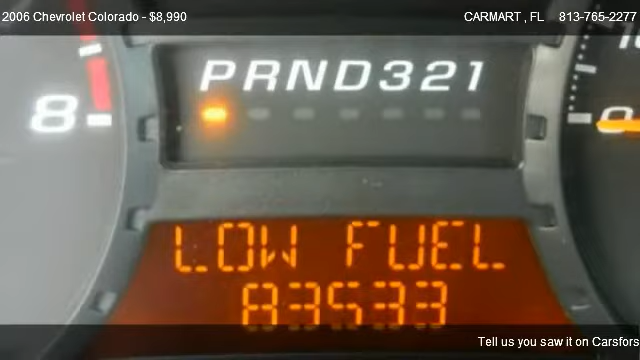 2006 Chevrolet Colorado - $8,990 CARMART , FL 813-765-2277
PRND321
8
LOW FUEL
83533
Tell us you saw it on Carsfors